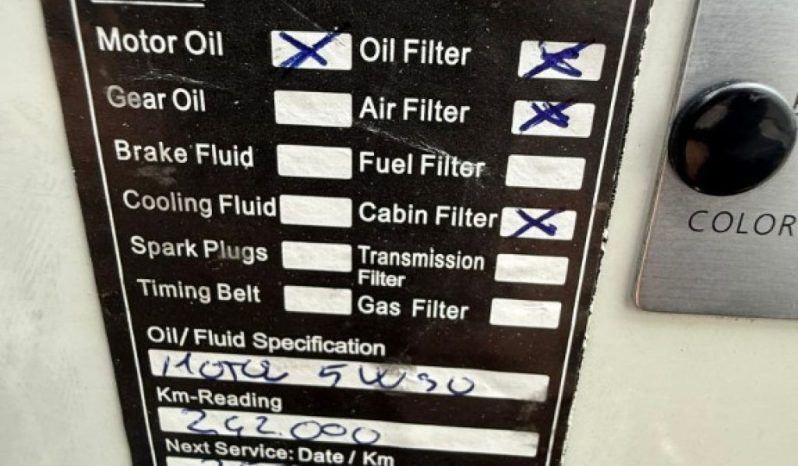 Motor Oil X Oil Filter X
Gear Oil Air Filter X
Brake Fluid Fuel Filter
Cooling Fluid Cabin Filter X
Spark Plugs Transmission Filter
Timing Belt Gas Filter
Oil/Fluid Specification
5W30
Km-Reading
242.000
Next Service: Date / Km
COLOR